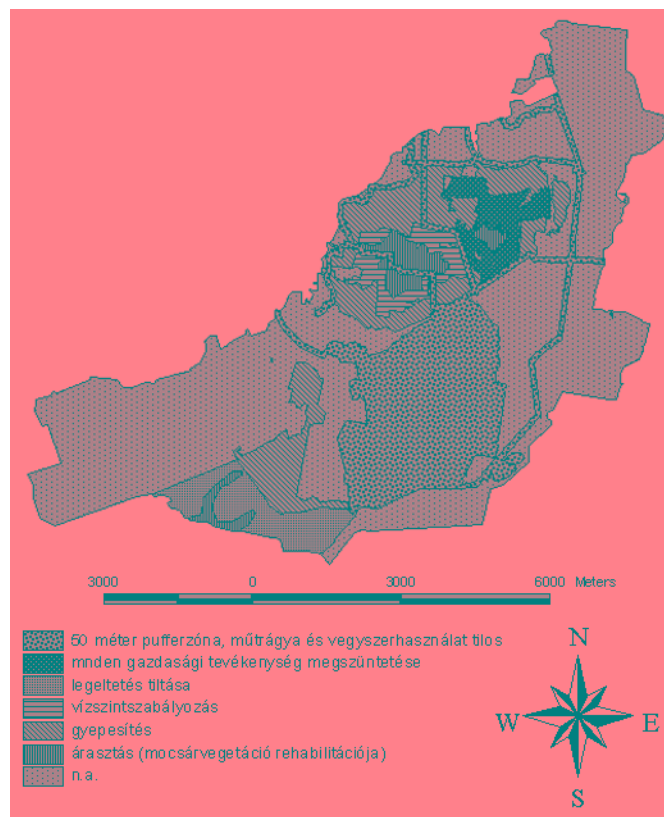 3000 0 3000 6000 Meters
50 méter pufferzóna, műtrágya és vegyszerhasználat tilos
mnden gazdasági tevékenység megszüntetése
legeltetés tiltása
vízszintszabályozás
gyepesítés
árasztás (mocsárvegetáció rehabilitációja)
n.a.
N
W E
S